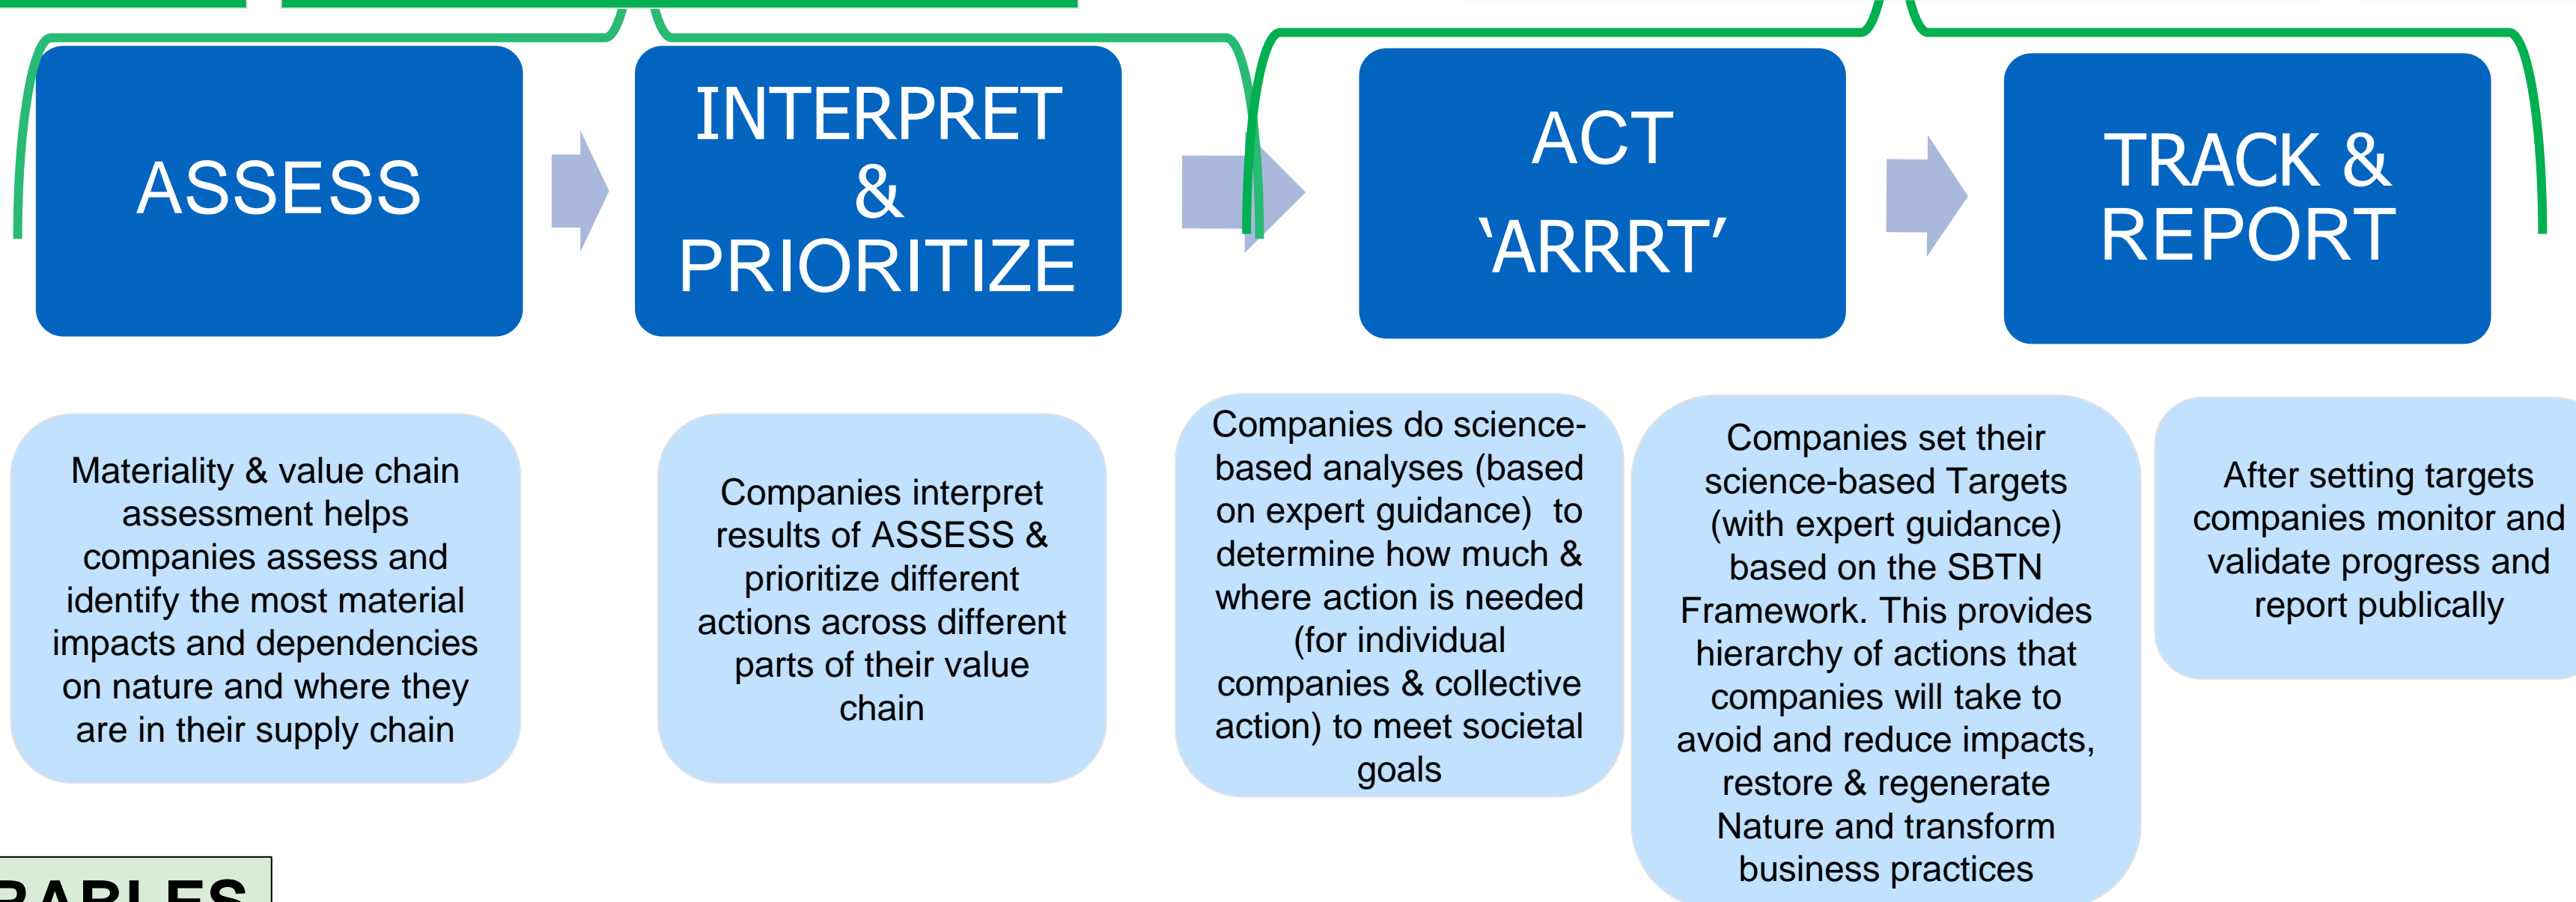 ASSESS
INTERPRET
&
PRIORITIZE
ACT
‘ARRRT’
TRACK &
REPORT
Materiality & value chain
assessment helps
companies assess and
identify the most material
impacts and dependencies
on nature and where they
are in their supply chain
Companies interpret
results of ASSESS &
prioritize different
actions across different
parts of their value
chain
Companies do science-
based analyses (based
on expert guidance) to
determine how much &
where action is needed
(for individual
companies & collective
action) to meet societal
goals
Companies set their
science-based Targets
(with expert guidance)
based on the SBTN
Framework. This provides
hierarchy of actions that
companies will take to
avoid and reduce impacts,
restore & regenerate
Nature and transform
business practices
After setting targets
companies monitor and
validate progress and
report publically